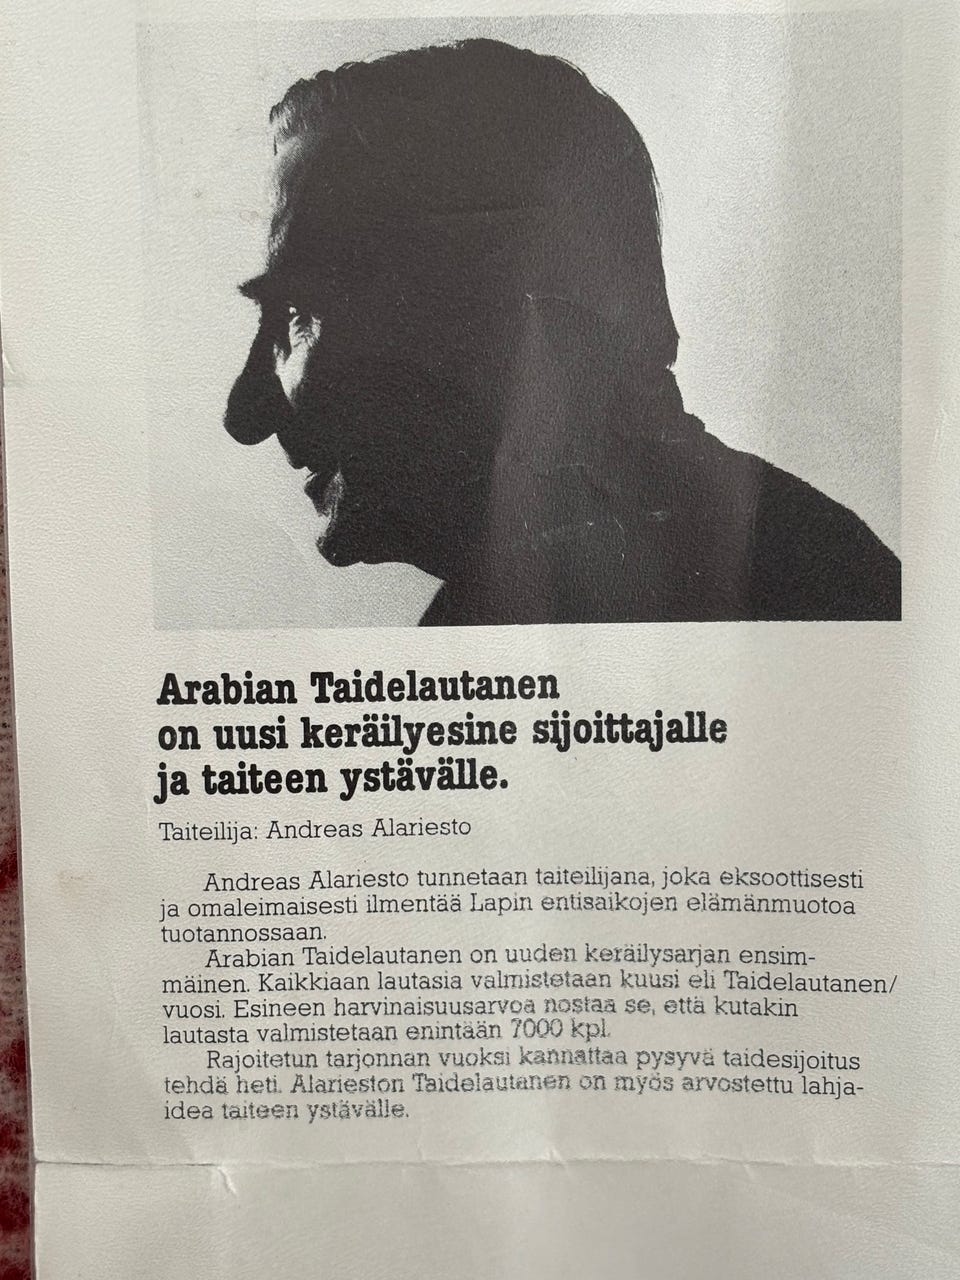 Arabian Taidelautanen
on uusi keräilyesine sijoittajalle
ja taiteen ystävälle.
Taiteilija: Andreas Alariesto
Andreas Alariesto tunnetaan taiteilijana, joka eksoottisesti
ja omaleimaisesti ilmentää Lapin entisaikojen elämänmuotoa
tuotannossaan.
Arabian Taidelautanen on uuden keräilysarjan ensim-
mäinen. Kaikkiaan lautasia valmistetaan kuusi eli Taidelautanen/
vuosi. Esineen harvinaisuusarvoa nostaa se, että kutakin
lautasta valmistetaan enintään 7000 kpl.
Rajoitetun tarjonnan vuoksi kannattaa pysyvä taidesijoitus
tehdä heti. Alarieston Taidelautanen on myös arvostettu lahja-
idea taiteen ystävälle.